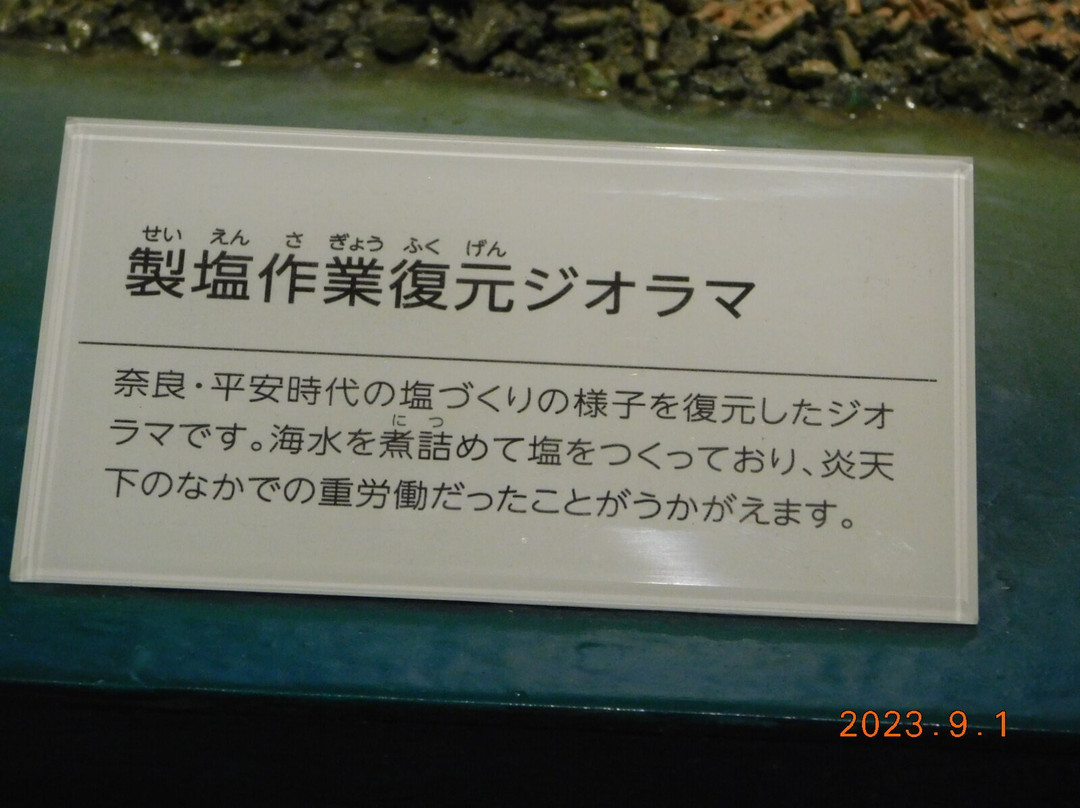 せい えん さ ぎょう ふく げん
製塩作業復元ジオラマ
奈良・平安時代の塩づくりの様子を復元したジオ
に つ
ラマです。海水を煮詰めて塩をつくっており、炎天
下のなかでの重労働だったことがうかがえます。
2023.9.1